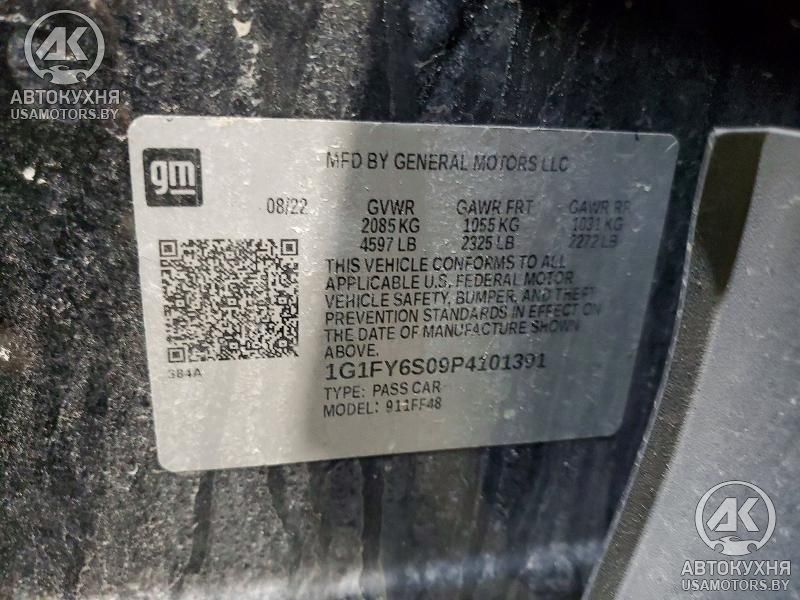 AK
АВТОКУХНЯ
USAMOTORS.BY
gm
MFD BY GENERAL MOTORS LLC
08/22 GVWR GAWR FRT GAWR RR
2085 KG 1055 KG 1031 KG
4597 LB 2325 LB 2272 LB
THIS VEHICLE CONFORMS TO ALL
APPLICABLE U.S. FEDERAL MOTOR
VEHICLE SAFETY, BUMPER, AND THEFT
PREVENTION STANDARDS IN EFFECT ON
THE DATE OF MANUFACTURE SHOWN
ABOVE.
384A
1G1FY6S09P4101391
TYPE: PASS CAR
MODEL: 911FF48
AK
АВТОКУХНЯ
USAMOTORS.BY